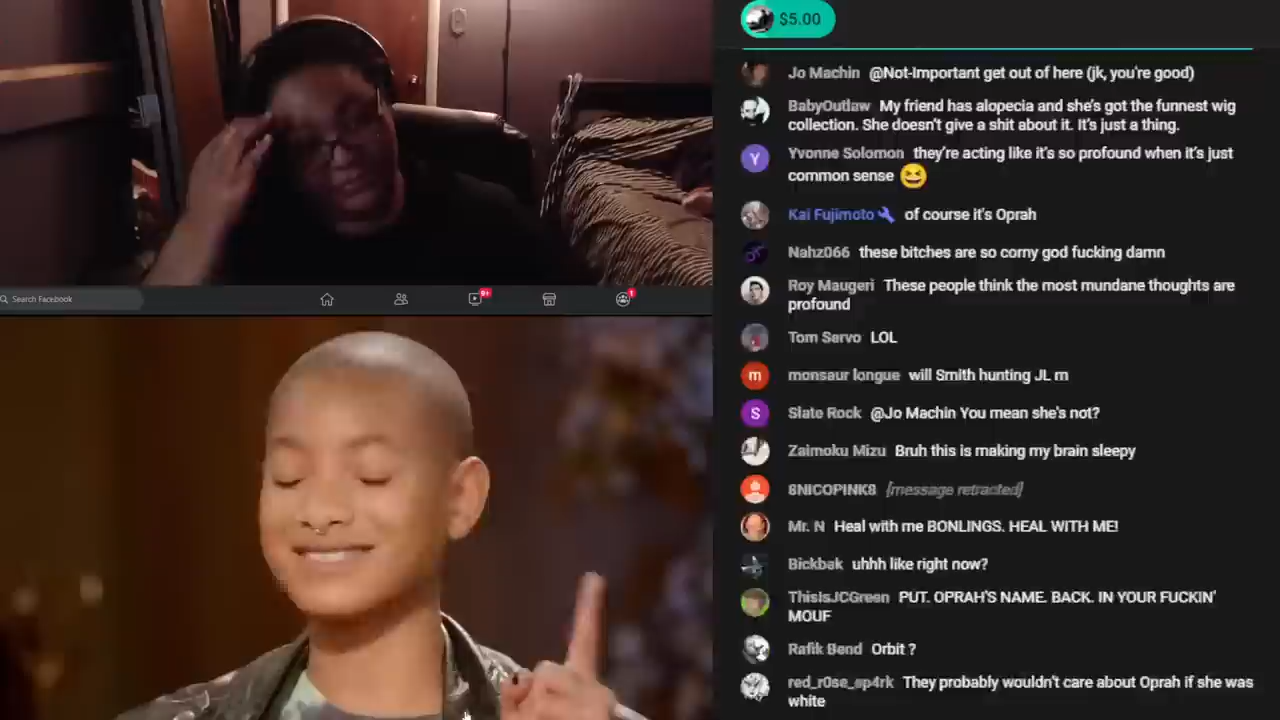 $5.00
Jo Machin @Not-Important get out of here (jk, you're good)
BabyOutlaw My friend has alopecia and she's got the funnest wig
collection. She doesn't give a shit about it. It's just a thing.
Y
Yvonne Solomon they're acting like it's so profound when it's just
common sense 😆
Kai Fujimoto of course it's Oprah
Search Facebook
9+
1
Nahz066 these bitches are so corny god fucking damn
Roy Maugeri These people think the most mundane thoughts are
profound
Tom Servo LOL
m
monsaur longue will Smith hunting JL m
S
Slate Rock @Jo Machin You mean she's not?
Zaimoku Mizu Bruh this is making my brain sleepy
8NICOPINK8 [message retracted]
Mr. N Heal with me BONLINGS. HEAL WITH ME!
Bickbak uhhh like right now?
ThisIsJCGreen PUT. OPRAH'S NAME. BACK. IN YOUR FUCKIN'
MOUF
Rafik Bend Orbit ?
red_r0se_sp4rk They probably wouldn't care about Oprah if she was
white